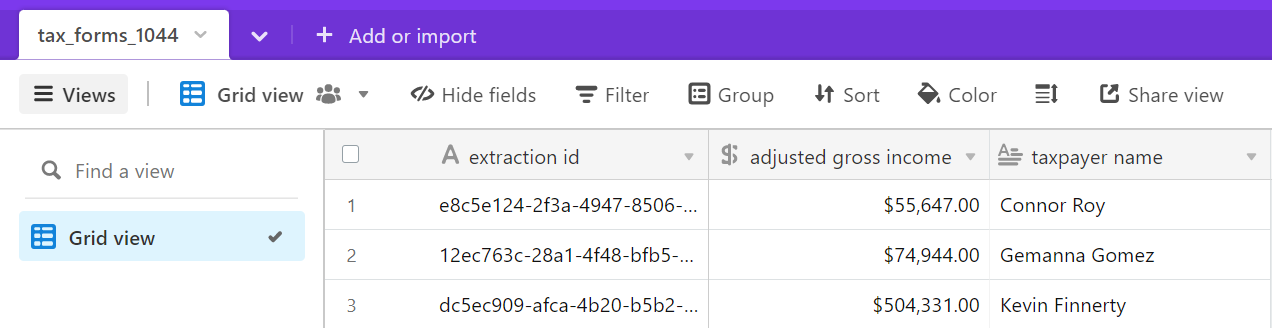 tax_forms_1044
Add or import
Views Grid view Hide fields Filter Group Sort Color Share view
Find a view
Grid view
extraction id adjusted gross income taxpayer name
1 e8c5e124-2f3a-4947-8506-... $55,647.00 Connor Roy
2 12ec763c-28a1-4f48-bfb5-... $74,944.00 Gemanna Gomez
3 dc5ec909-afca-4b20-b5b2-... $504,331.00 Kevin Finnerty